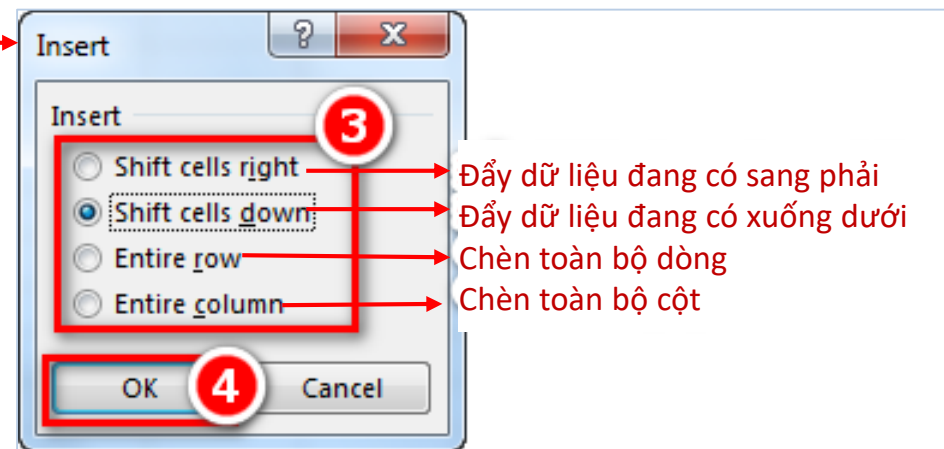 Insert
Insert
3
Shift cells right
Đẩy dữ liệu đang có sang phải
Shift cells down
Đẩy dữ liệu đang có xuống dưới
Entire row
Chèn toàn bộ dòng
Entire column
Chèn toàn bộ cột
OK
4
Cancel